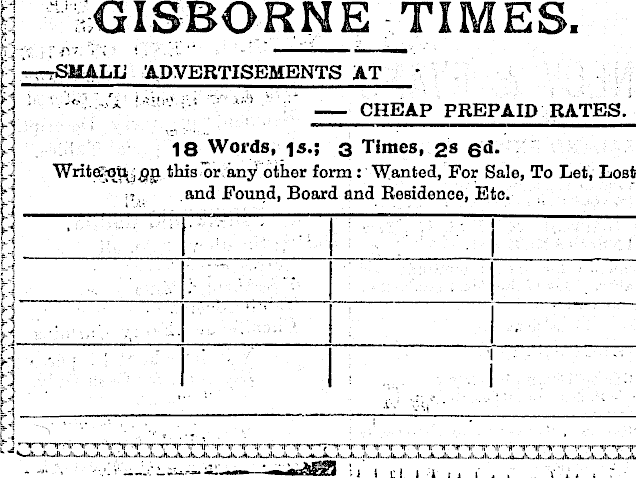 GISBORNE TIMES.
—SMALL ADVERTISEMENTS AT
— CHEAP PREPAID RATES.
18 Words, 1s.; 3 Times, 2s 6d.
Write on this or any other form: Wanted, For Sale, To Let, Lost
and Found, Board and Residence, Etc.